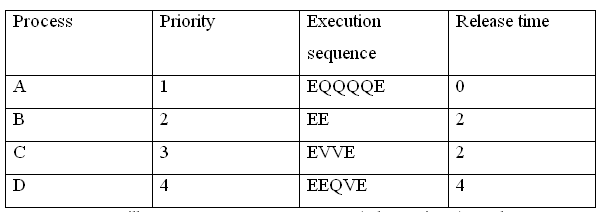 Process Priority Execution sequence Release time
A 1 EQQQQE 0
B 2 EE 2
C 3 EVVE 2
D 4 EEQVE 4